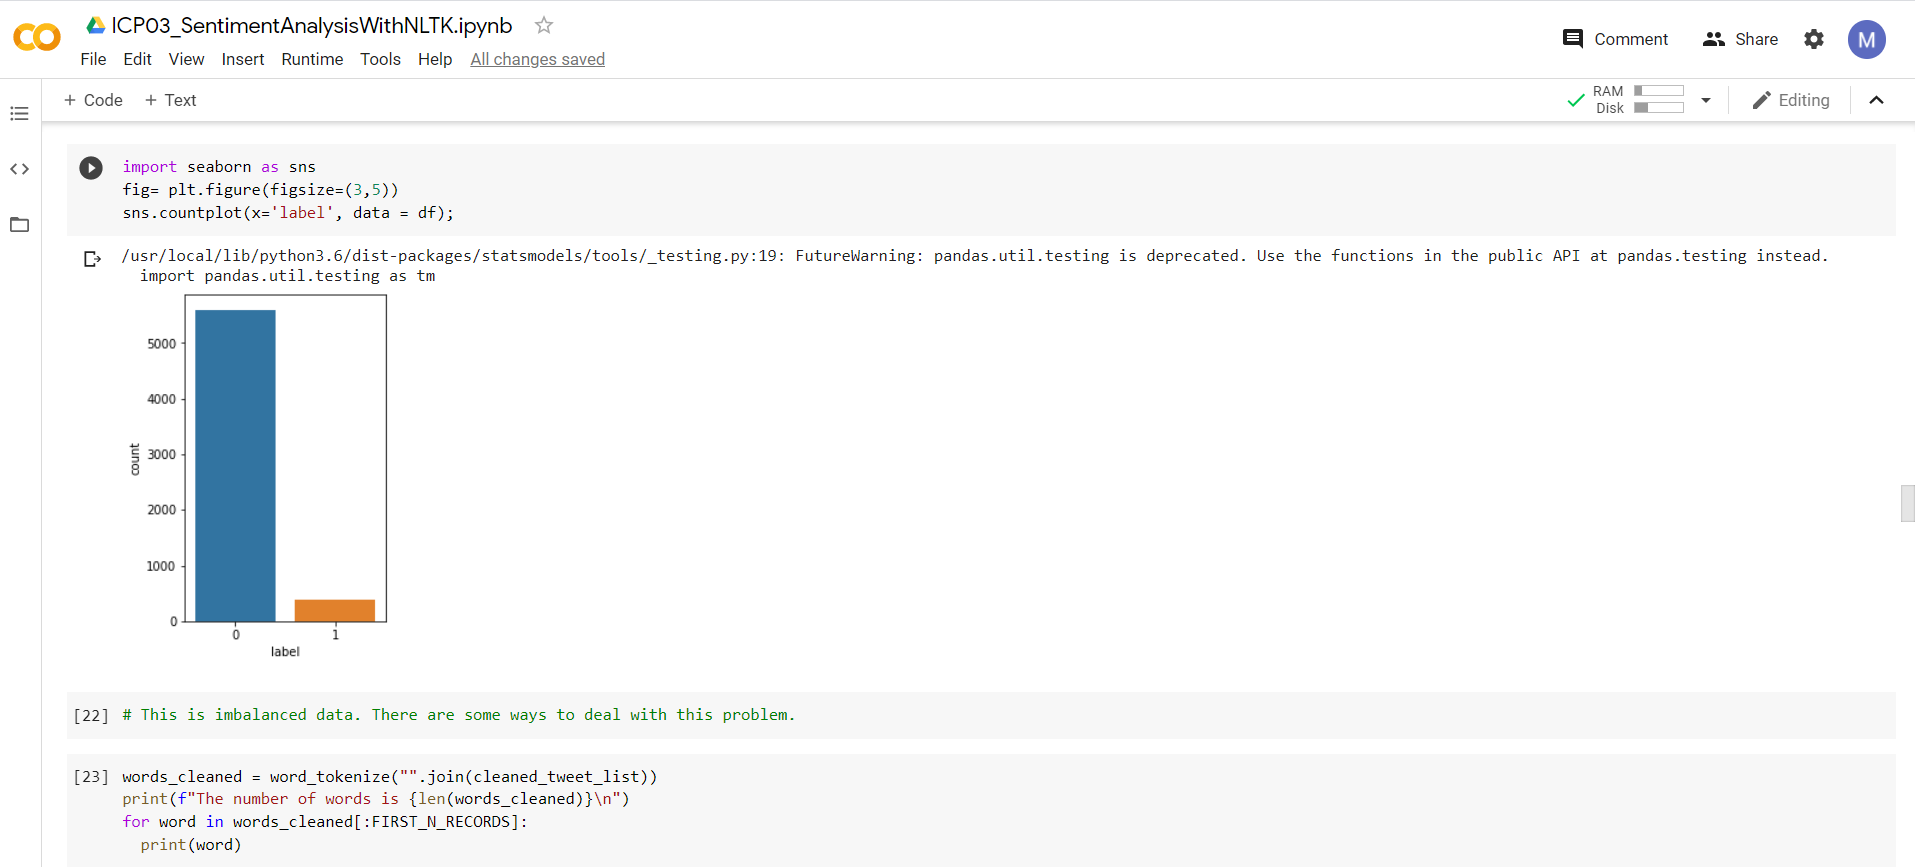 ICP03_SentimentAnalysisWithNLTK.ipynb
File Edit View Insert Runtime Tools Help All changes saved
Comment Share M
+ Code + Text
RAM
Disk
Editing
import seaborn as sns
fig= plt.figure(figsize=(3,5))
sns.countplot(x='label', data = df);
/usr/local/lib/python3.6/dist-packages/statsmodels/tools/_testing.py:19: FutureWarning: pandas.util.testing is deprecated. Use the functions in the public API at pandas.testing instead.
  import pandas.util.testing as tm
5000
4000
3000
2000
1000
0
count
0 1
label
[22] # This is imbalanced data. There are some ways to deal with this problem.
[23] words_cleaned = word_tokenize("".join(cleaned_tweet_list))
print(f"The number of words is {len(words_cleaned)}\n")
for word in words_cleaned[:FIRST_N_RECORDS]:
  print(word)